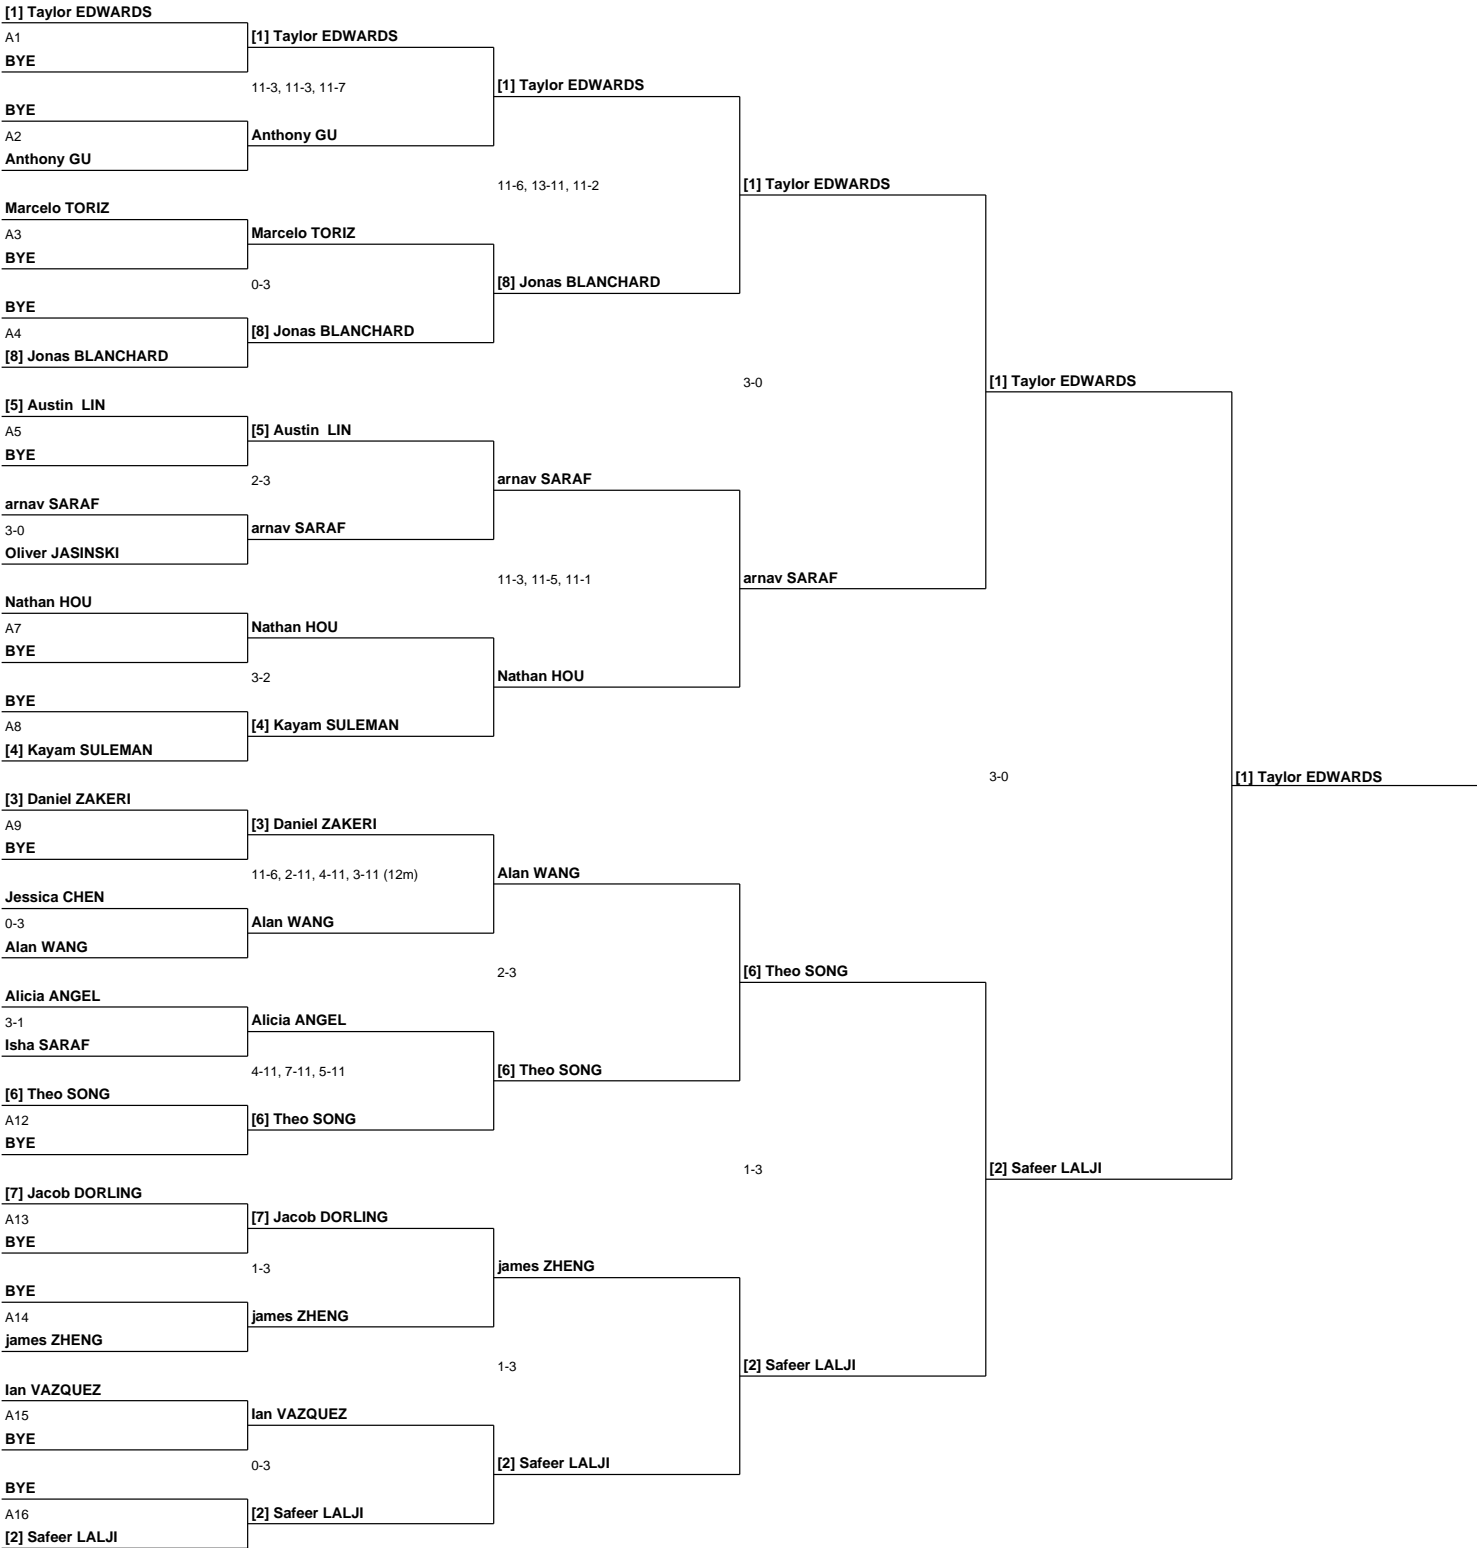 [1] Taylor EDWARDS
A1
[1] Taylor EDWARDS
BYE
11-3, 11-3, 11-7
[1] Taylor EDWARDS
BYE
A2
Anthony GU
Anthony GU
11-6, 13-11, 11-2
[1] Taylor EDWARDS
Marcelo TORIZ
A3
Marcelo TORIZ
BYE
0-3
[8] Jonas BLANCHARD
BYE
A4
[8] Jonas BLANCHARD
[8] Jonas BLANCHARD
3-0
[1] Taylor EDWARDS
[5] Austin  LIN
A5
[5] Austin  LIN
BYE
2-3
arnav SARAF
arnav SARAF
3-0
arnav SARAF
Oliver JASINSKI
11-3, 11-5, 11-1
arnav SARAF
Nathan HOU
A7
Nathan HOU
BYE
3-2
Nathan HOU
BYE
A8
[4] Kayam SULEMAN
[4] Kayam SULEMAN
3-0
[1] Taylor EDWARDS
[3] Daniel ZAKERI
A9
[3] Daniel ZAKERI
BYE
11-6, 2-11, 4-11, 3-11 (12m)
Alan WANG
Jessica CHEN
0-3
Alan WANG
Alan WANG
2-3
[6] Theo SONG
Alicia ANGEL
3-1
Alicia ANGEL
Isha SARAF
4-11, 7-11, 5-11
[6] Theo SONG
[6] Theo SONG
A12
[6] Theo SONG
BYE
1-3
[2] Safeer LALJI
[7] Jacob DORLING
A13
[7] Jacob DORLING
BYE
1-3
james ZHENG
BYE
A14
james ZHENG
james ZHENG
1-3
[2] Safeer LALJI
Ian VAZQUEZ
A15
Ian VAZQUEZ
BYE
0-3
[2] Safeer LALJI
BYE
A16
[2] Safeer LALJI
[2] Safeer LALJI